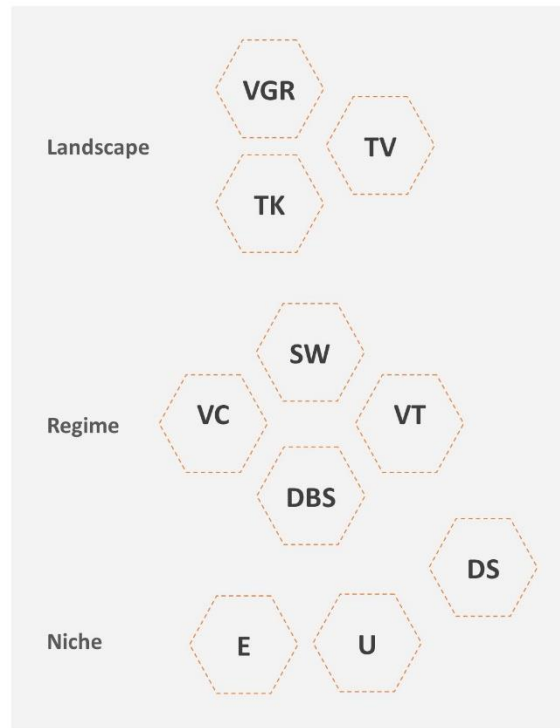 VGR
Landscape
TV
TK
SW
VC
VT
Regime
DBS
DS
Niche
E
U